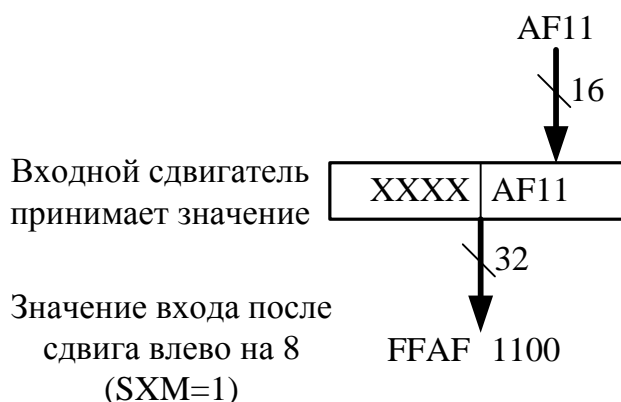 AF11
16
Входной сдвигатель
принимает значение
XXXX AF11
32
Значение входа после
сдвига влево на 8
(SXM=1)
FFAF 1100